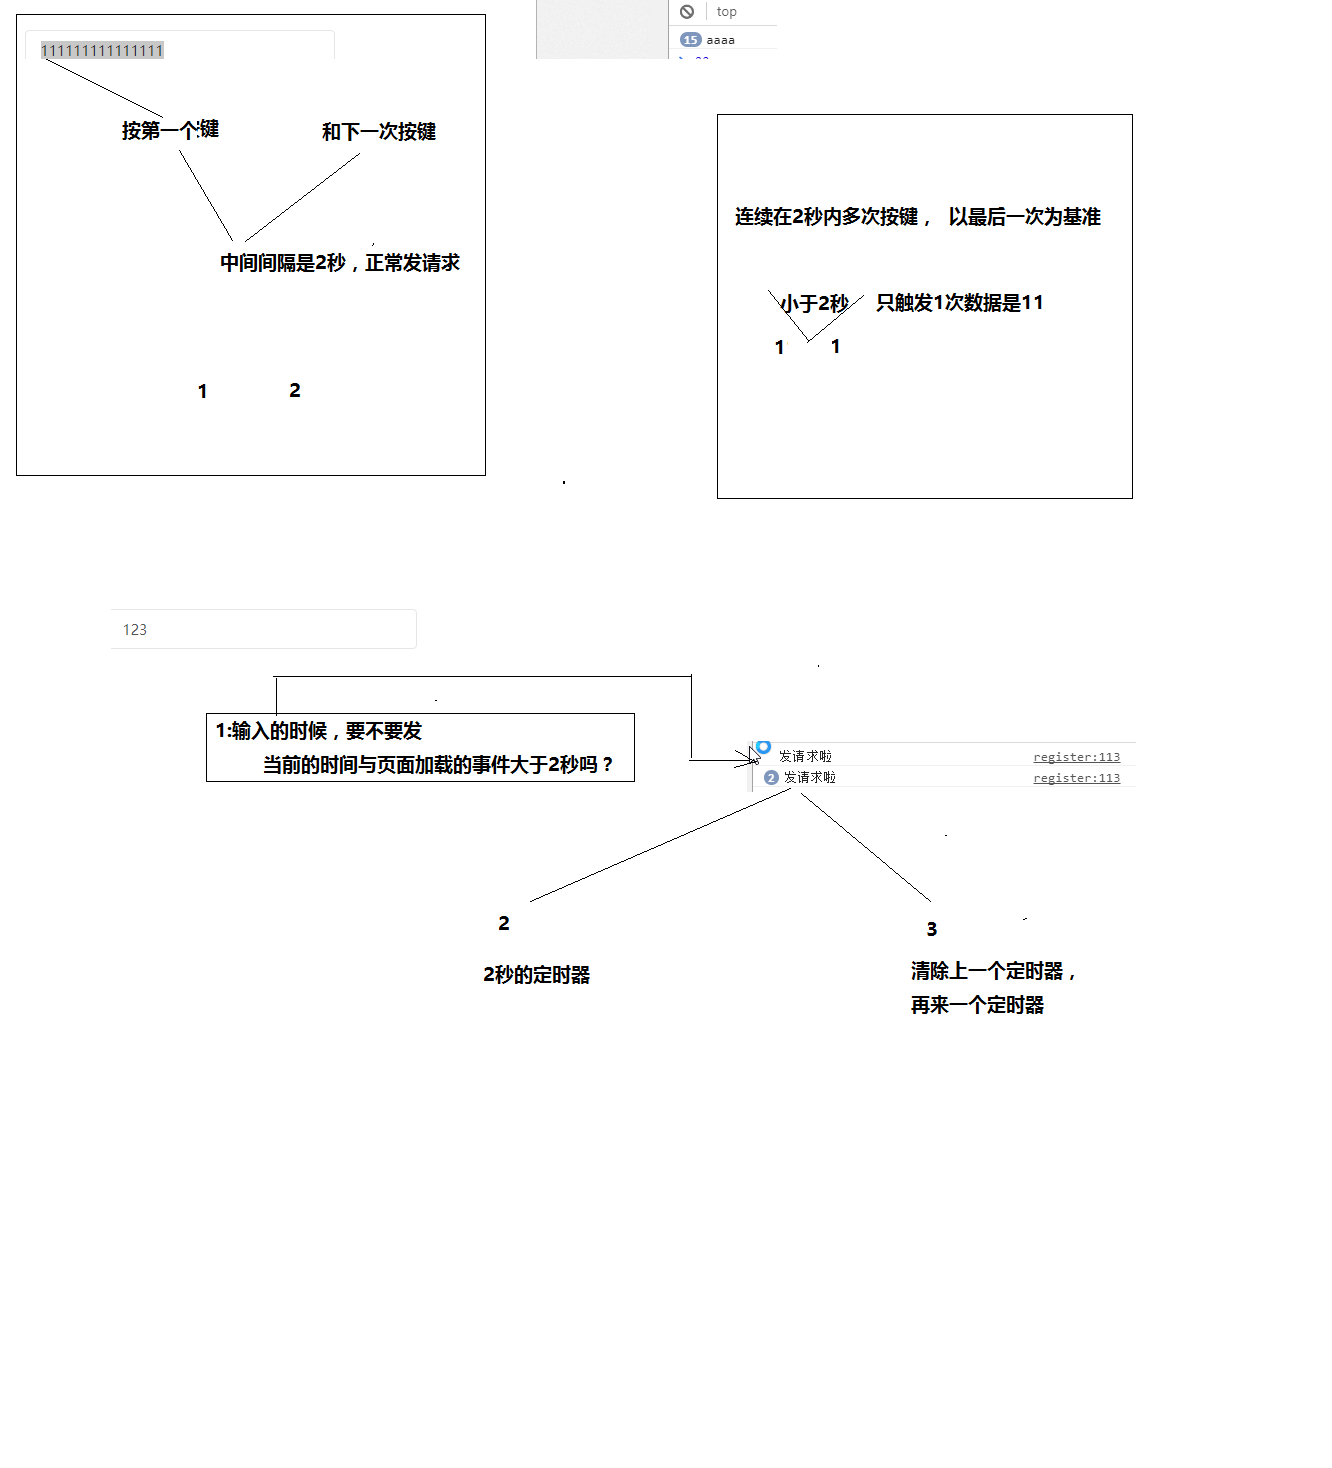 111111111111111
top
15 aaaa
按第一个键
和下一次按键
中间间隔是2秒，正常发请求
1 2
连续在2秒内多次按键， 以最后一次为基准
小于2秒 只触发1次数据是11
1 1
123
1:输入的时候，要不要发
当前的时间与页面加载的事件大于2秒吗？
发请求啦 register:113
2 发请求啦 register:113
2
2秒的定时器
3
清除上一个定时器，
再来一个定时器